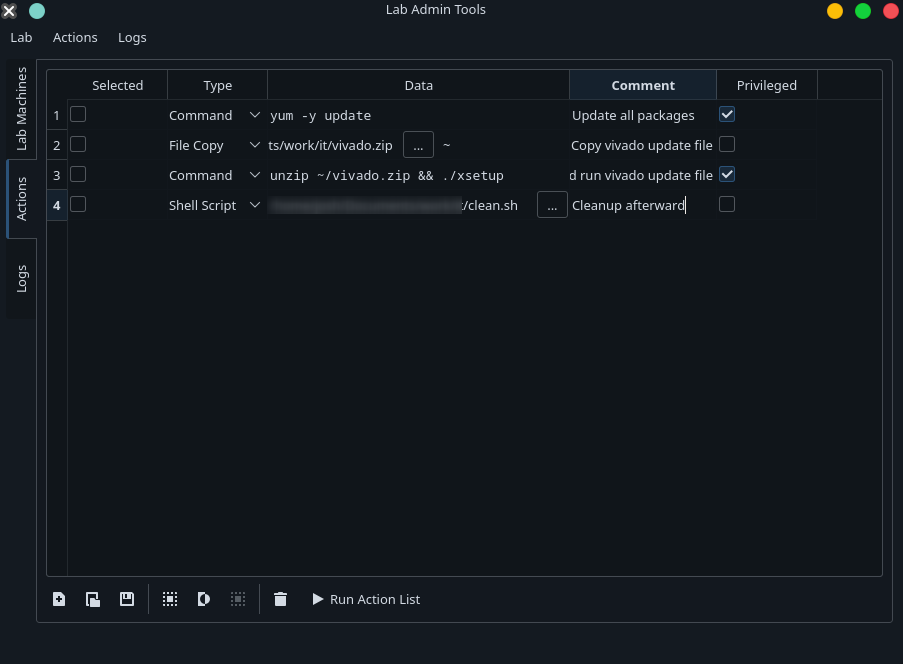 Lab Admin Tools
Lab Actions Logs
Lab Machines
Actions
Logs
Selected Type Data Comment Privileged
1 Command yum -y update Update all packages
2 File Copy ts/work/it/vivado.zip ... ~ Copy vivado update file
3 Command unzip ~/vivado.zip && ./xsetup d run vivado update file
4 Shell Script /clean.sh ... Cleanup afterward
Run Action List